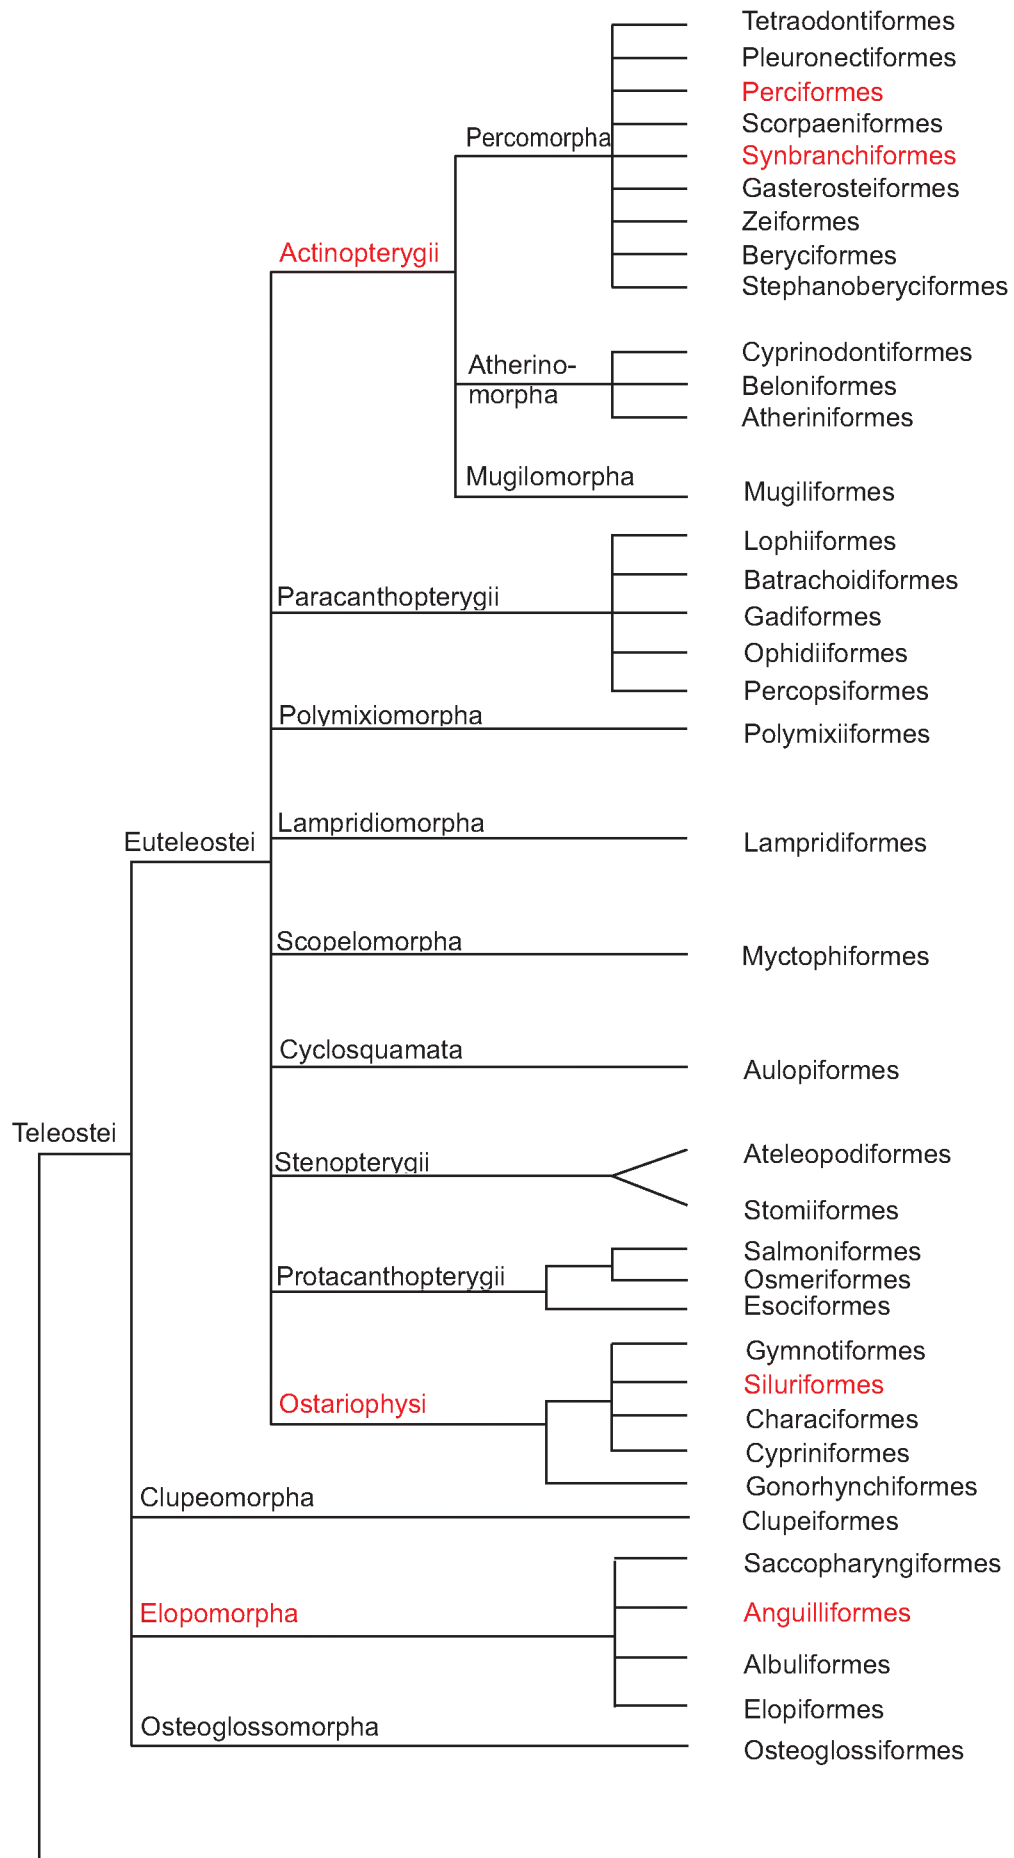 Tetraodontiformes
Pleuronectiformes
Perciformes
Scorpaeniformes
Percomorpha
Synbranchiformes
Gasterosteiformes
Zeiformes
Actinopterygii
Beryciformes
Stephanoberyciformes
Cyprinodontiformes
Atherino-
morpha
Beloniformes
Atheriniformes
Mugilomorpha
Mugiliformes
Lophiiformes
Batrachoidiformes
Paracanthopterygii
Gadiformes
Ophidiiformes
Percopsiformes
Polymixiomorpha
Polymixiiformes
Lampridiomorpha
Euteleostei
Lampridiformes
Scopelomorpha
Myctophiformes
Cyclosquamata
Aulopiformes
Teleostei
Ateleopodiformes
Stenopterygii
Stomiiformes
Salmoniformes
Protacanthopterygii
Osmeriformes
Esociformes
Gymnotiformes
Siluriformes
Ostariophysi
Characiformes
Cypriniformes
Gonorhynchiformes
Clupeomorpha
Clupeiformes
Saccopharyngiformes
Elopomorpha
Anguilliformes
Albuliformes
Elopiformes
Osteoglossomorpha
Osteoglossiformes